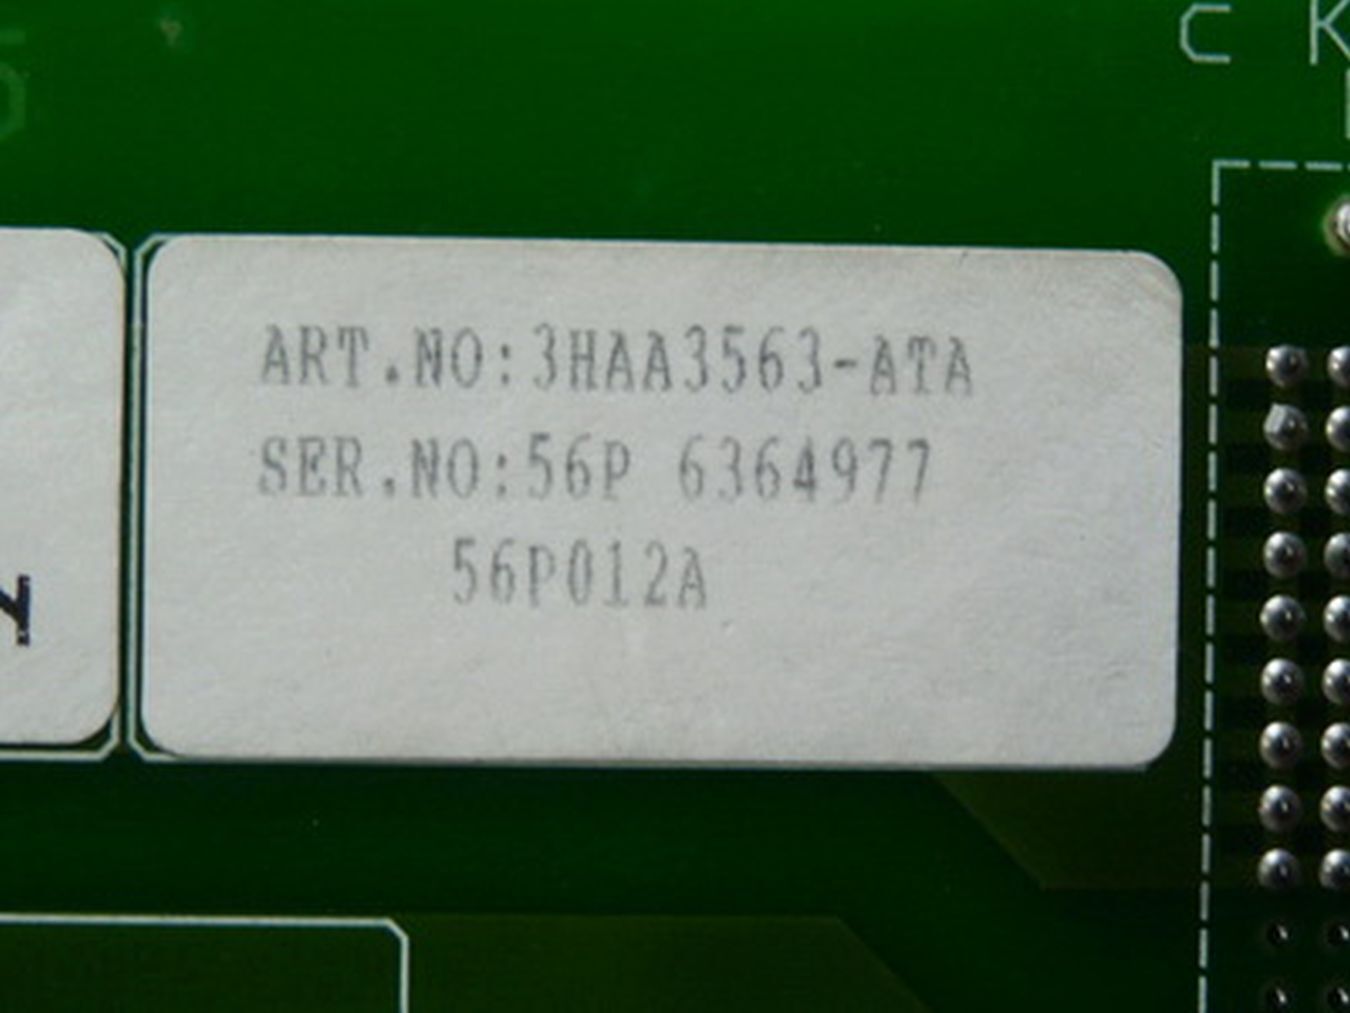 C K
ART.NO:3HAA3563-ATA
SER.NO:56P 6364977
56P012A